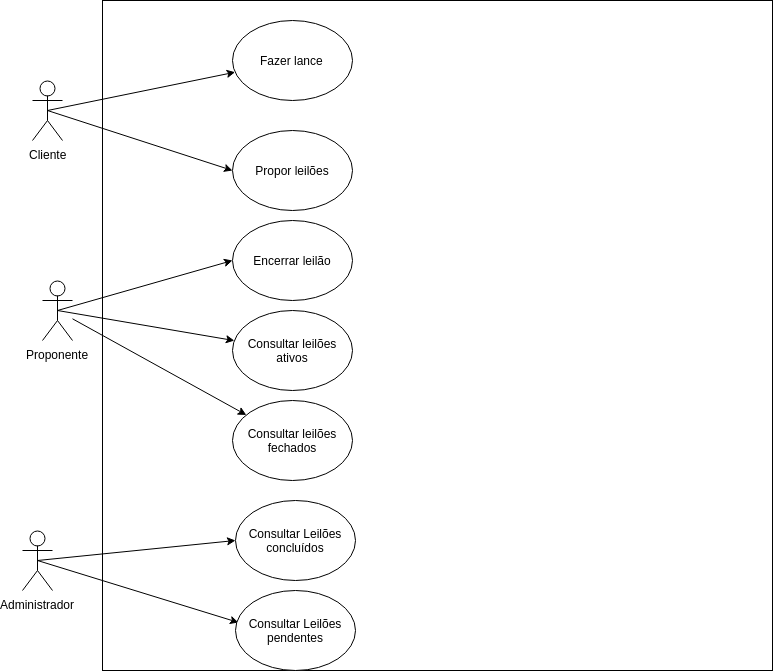 Fazer lance
Cliente
Propor leilões
Encerrar leilão
Proponente
Consultar leilões
ativos
Consultar leilões
fechados
Consultar Leilões
concluídos
Administrador
Consultar Leilões
pendentes